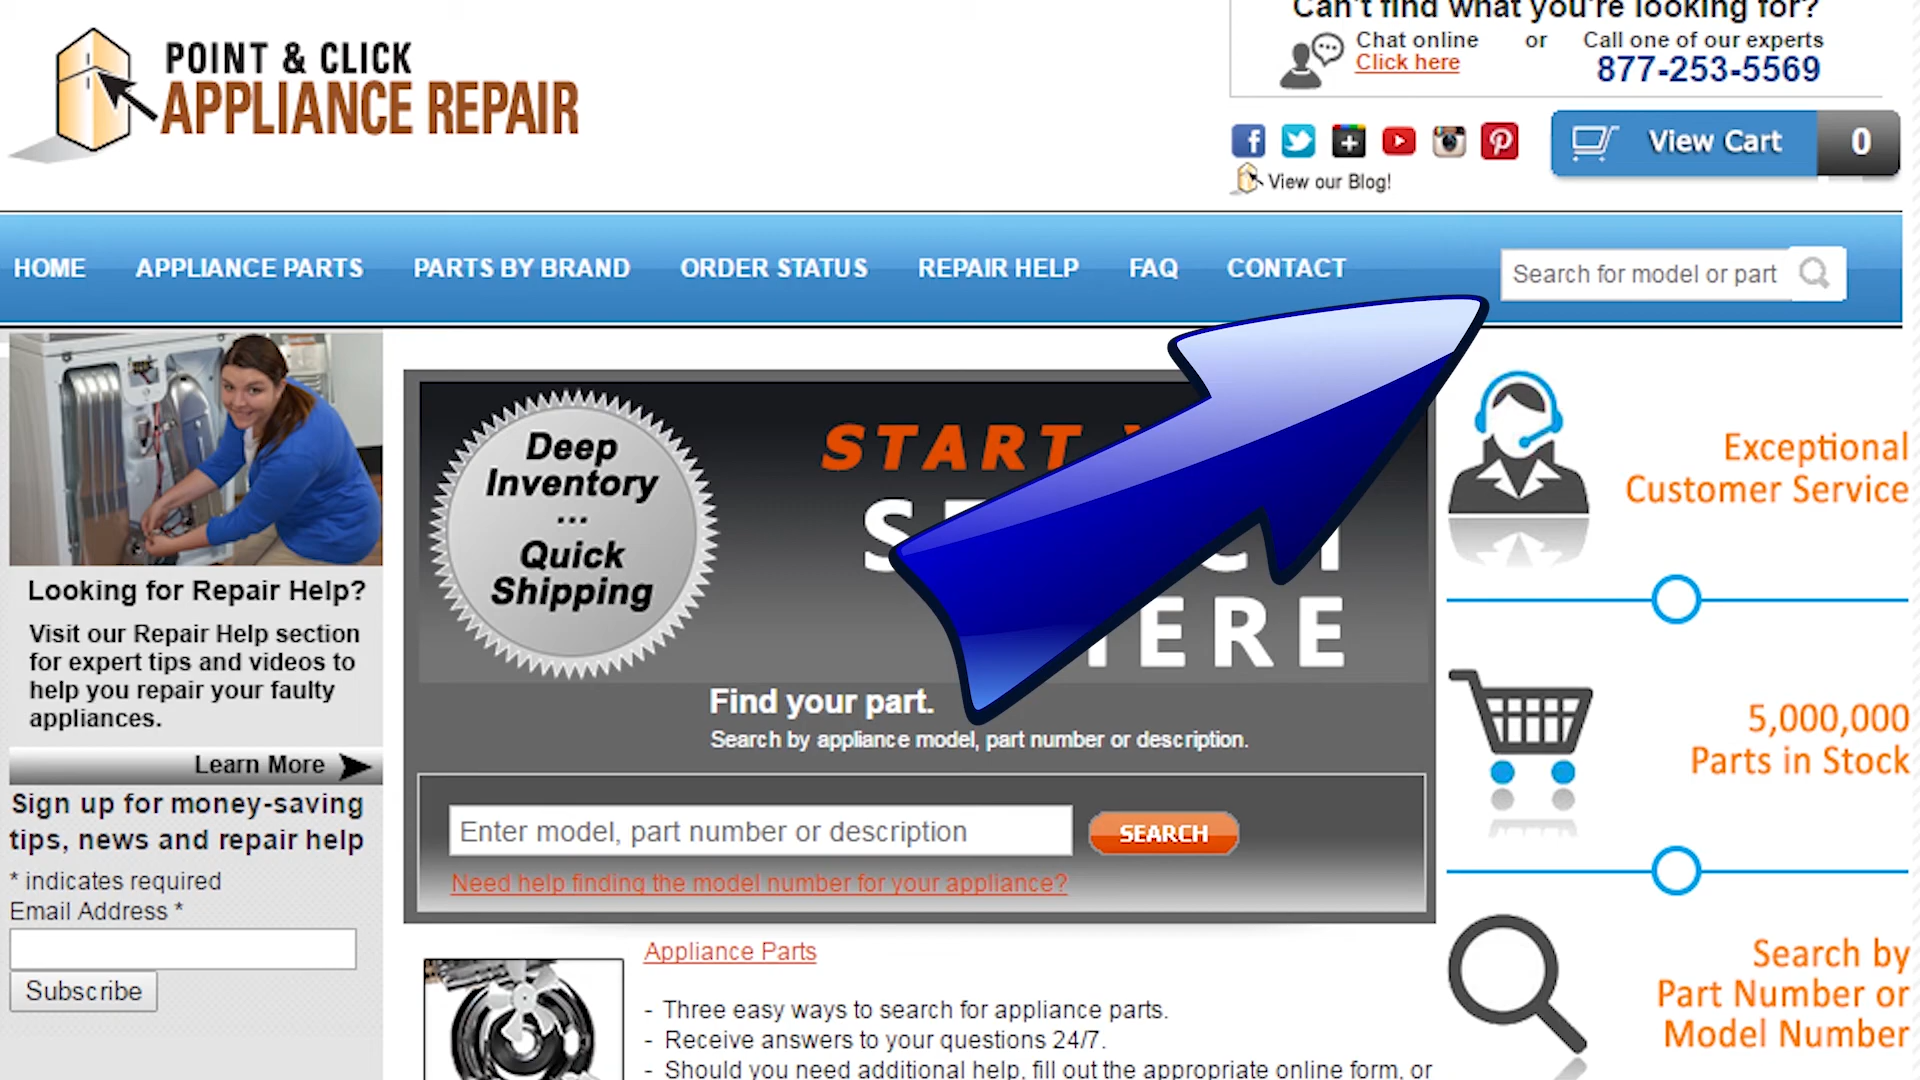 Can't find what you're looking for?
Chat online or Call one of our experts
Click here
877-253-5569
POINT & CLICK
APPLIANCE REPAIR
View Cart 0
View our Blog!
HOME APPLIANCE PARTS PARTS BY BRAND ORDER STATUS REPAIR HELP FAQ CONTACT
Search for model or part
Deep
Inventory
...
Quick
Shipping
START
HERE
Find your part.
Search by appliance model, part number or description.
Enter model, part number or description
SEARCH
Need help finding the model number for your appliance?
Looking for Repair Help?
Visit our Repair Help section
for expert tips and videos to
help you repair your faulty
appliances.
Learn More
Sign up for money-saving
tips, news and repair help
* indicates required
Email Address *
Subscribe
Appliance Parts
- Three easy ways to search for appliance parts.
- Receive answers to your questions 24/7.
- Should you need additional help, fill out the appropriate online form, or
Exceptional
Customer Service
5,000,000
Parts in Stock
Search by
Part Number or
Model Number